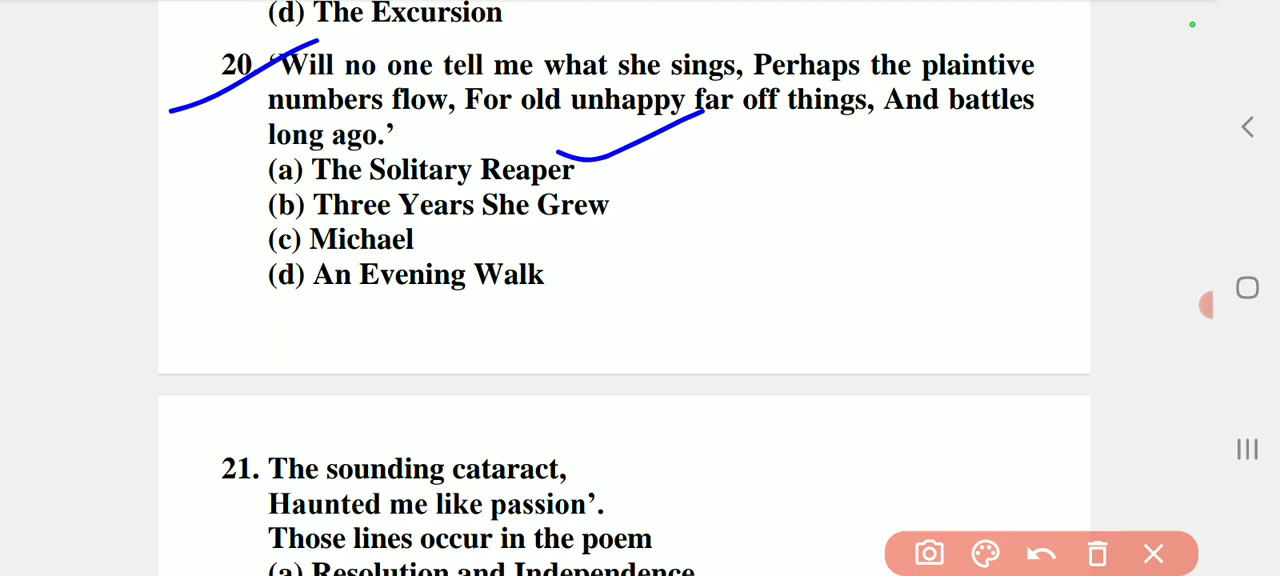 (d) The Excursion
20. ‘Will no one tell me what she sings, Perhaps the plaintive
numbers flow, For old unhappy far off things, And battles
long ago.’
(a) The Solitary Reaper
(b) Three Years She Grew
(c) Michael
(d) An Evening Walk
21. The sounding cataract,
Haunted me like passion’.
Those lines occur in the poem
(a) Resolution and Independence